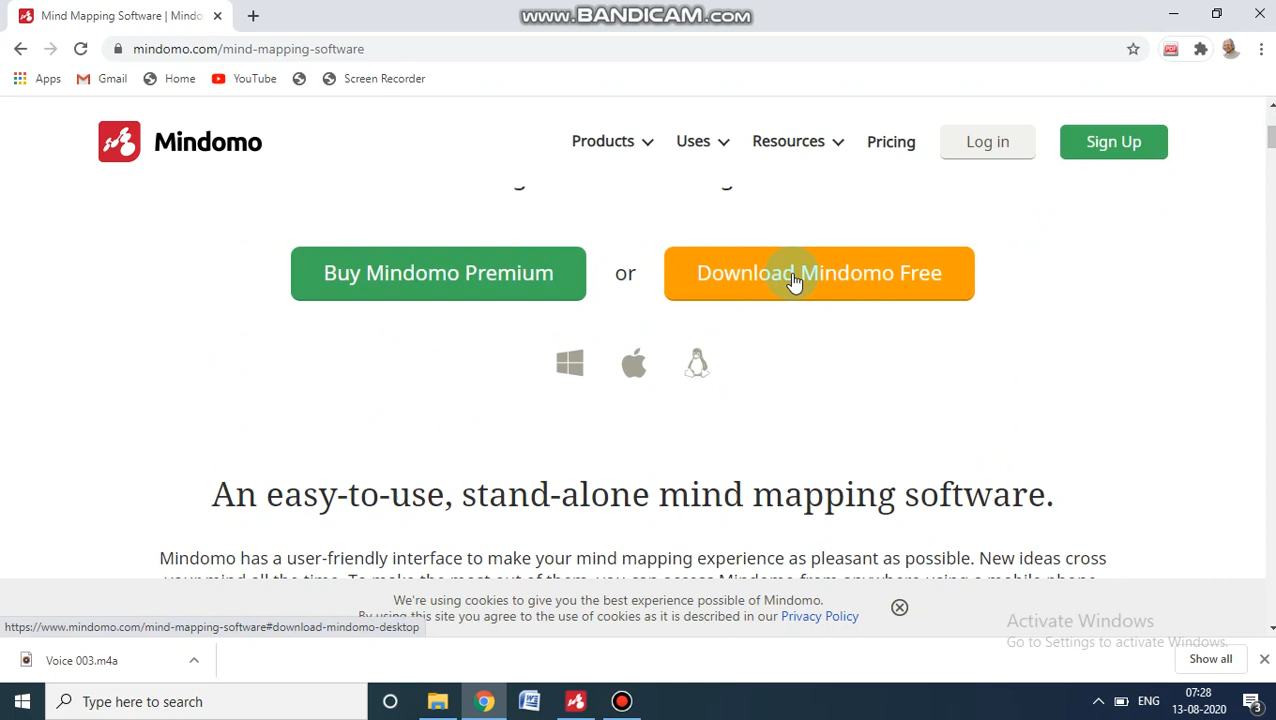 Mind Mapping Software | Mindo
www.BANDICAM.com
mindomo.com/mind-mapping-software
PDF
Apps
Gmail
Home
YouTube
Screen Recorder
Mindomo
Products
Uses
Resources
Pricing
Log in
Sign Up
Buy Mindomo Premium
or
Download Mindomo Free
An easy-to-use, stand-alone mind mapping software.
Mindomo has a user-friendly interface to make your mind mapping experience as pleasant as possible. New ideas cross
your mind all the time. To make the most out of them, you can access Mindomo from anywhere using a mobile phone,
We're using cookies to give you the best experience possible of Mindomo.
By using this site you agree to the use of cookies as it is described in our Privacy Policy
https://www.mindomo.com/mind-mapping-software#download-mindomo-desktop
Activate Windows
Go to Settings to activate Windows.
Voice 003.m4a
Show all
Type here to search
ENG
07:28
13-08-2020
3